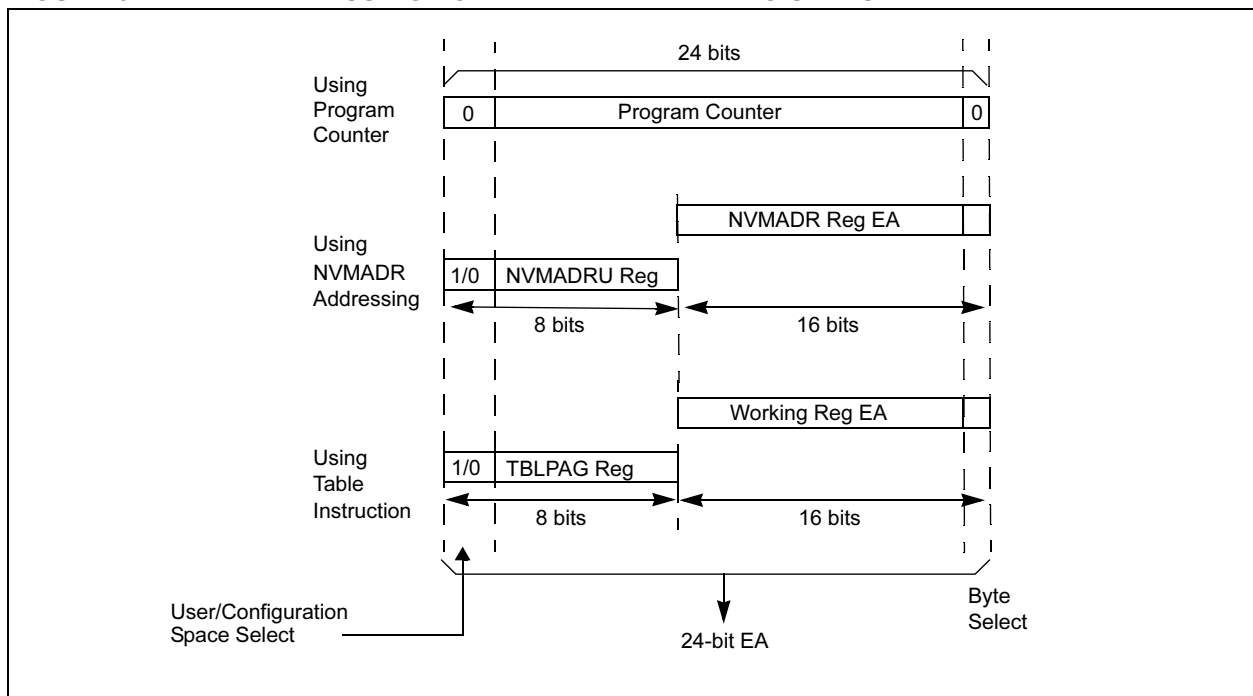 24 bits
Using
Program
Counter
0
Program Counter
0
NVMADR Reg EA
Using
NVMADR
Addressing
1/0
NVMADRU Reg
8 bits
16 bits
Working Reg EA
Using
Table
Instruction
1/0
TBLPAG Reg
8 bits
16 bits
User/Configuration
Space Select
24-bit EA
Byte
Select